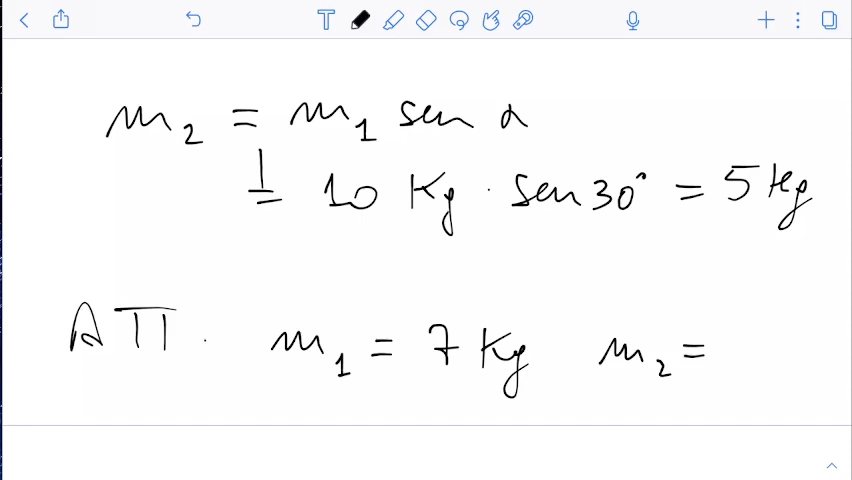 m₂ = m₁ sen α
= 10 Kg · sen 30° = 5 Kg
m₁ = 7 Kg m₂ =